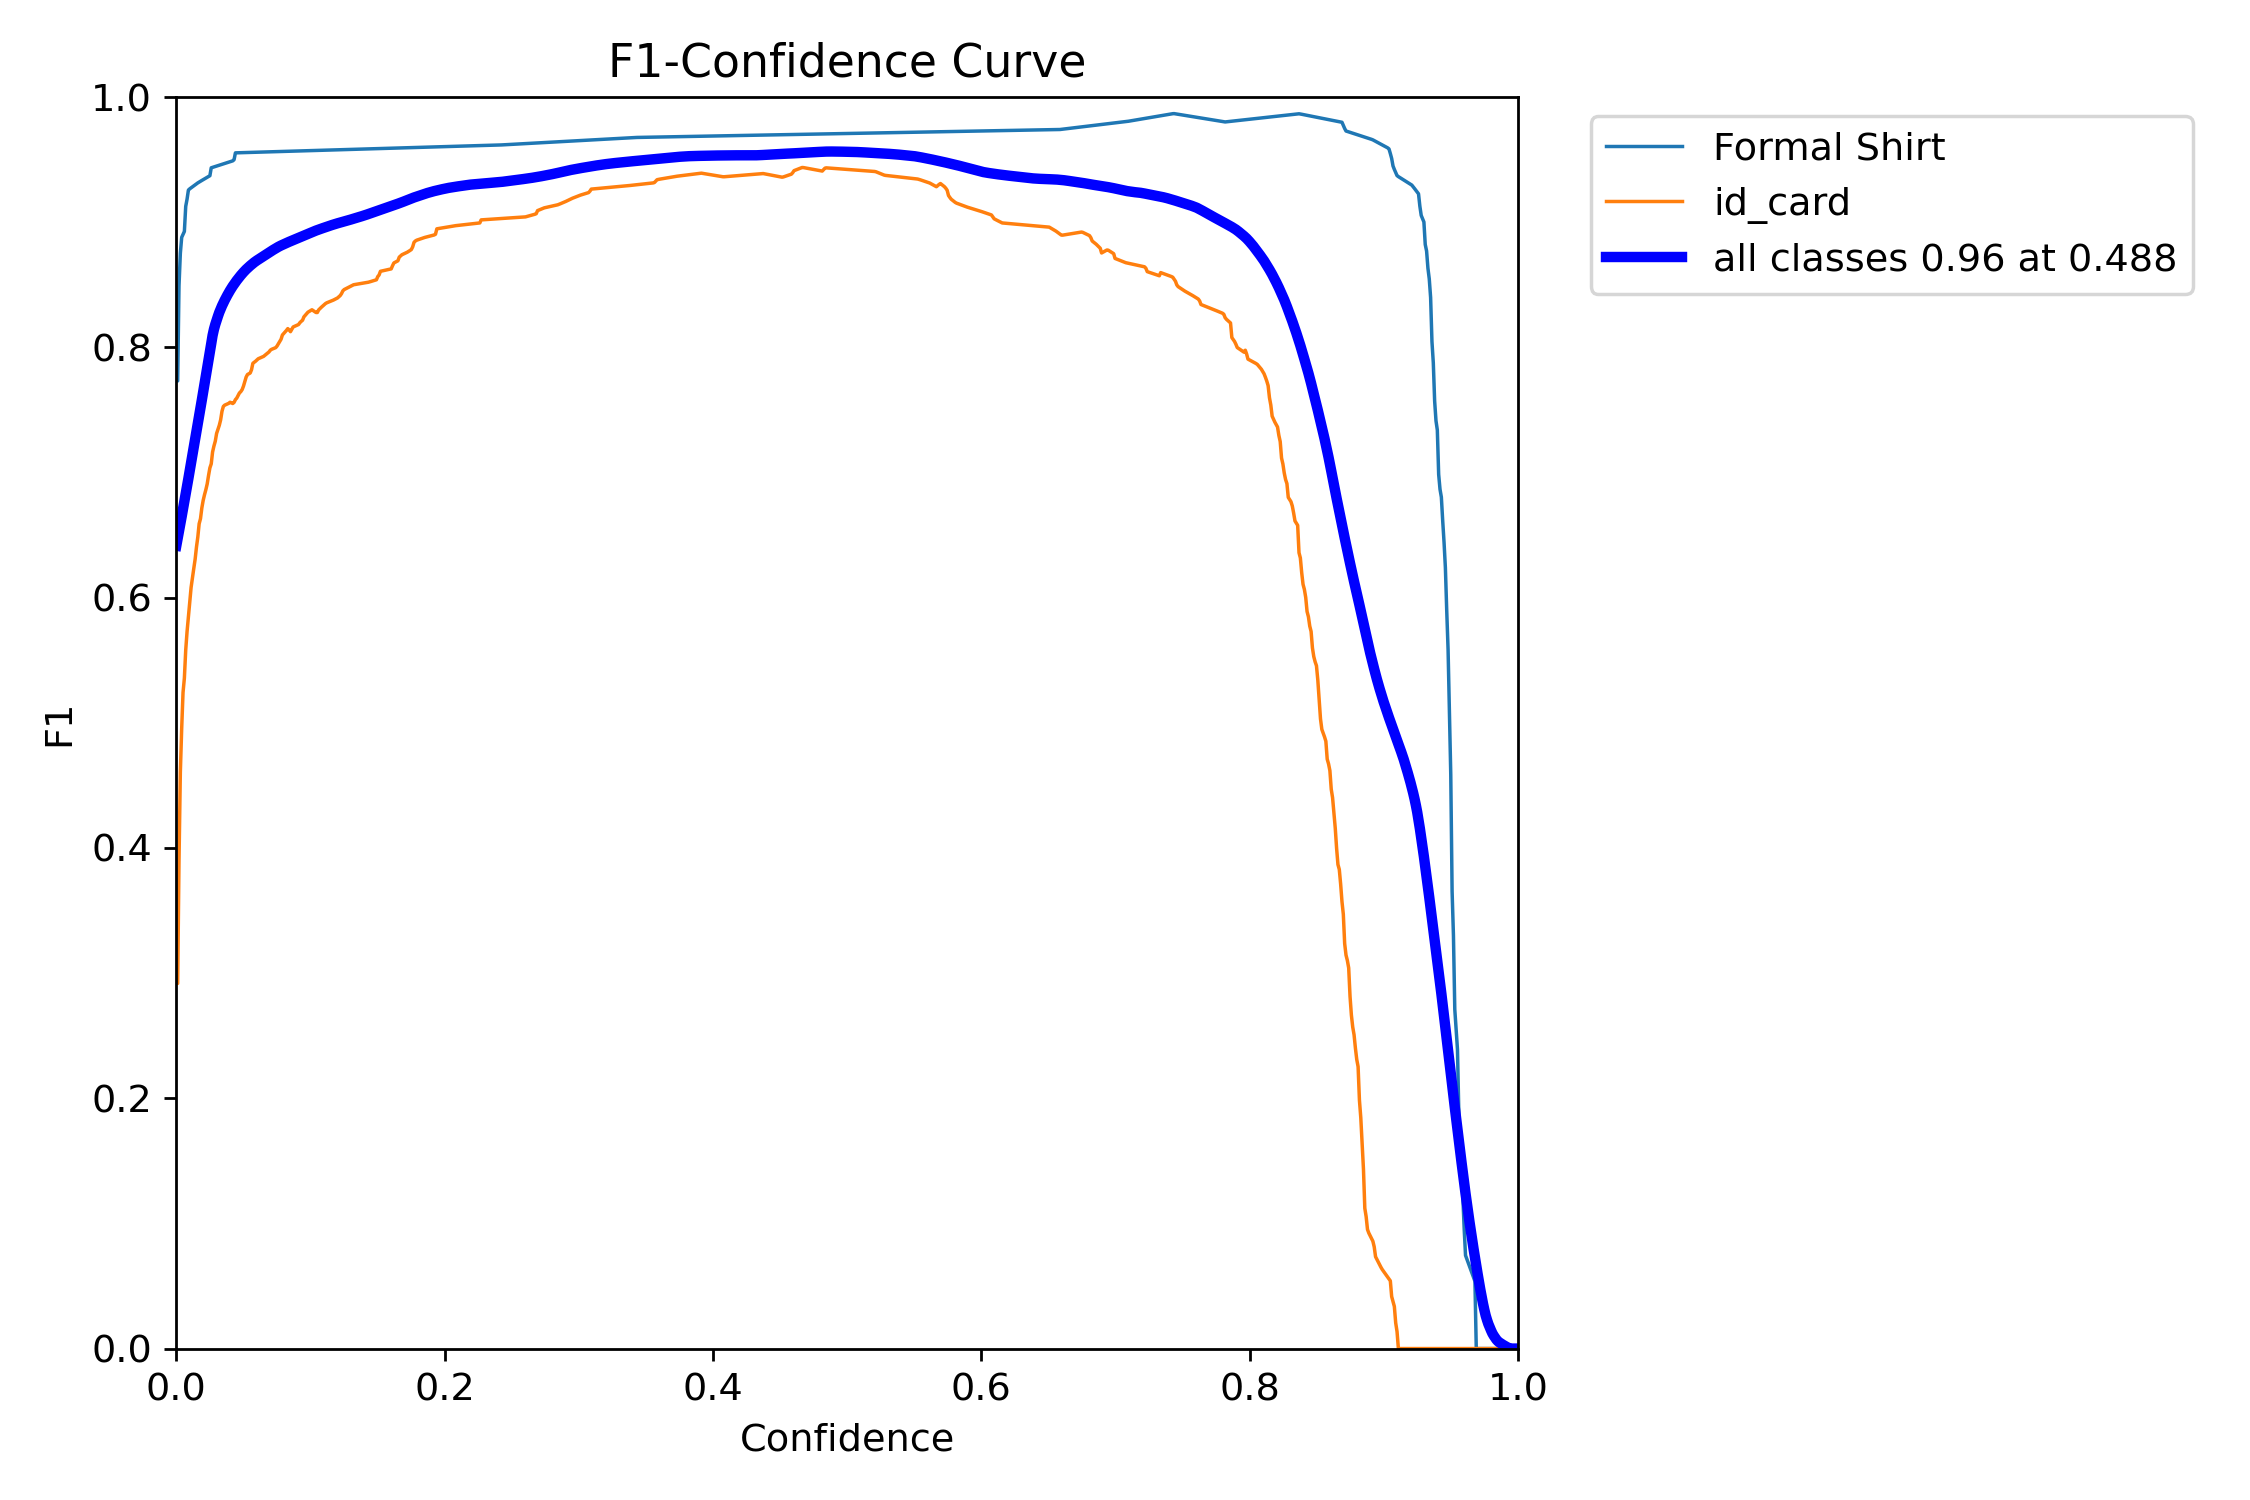 F1-Confidence Curve
Formal Shirt
id_card
all classes 0.96 at 0.488
F1
1.0
0.8
0.6
0.4
0.2
0.0
0.0 0.2 0.4 0.6 0.8 1.0
Confidence